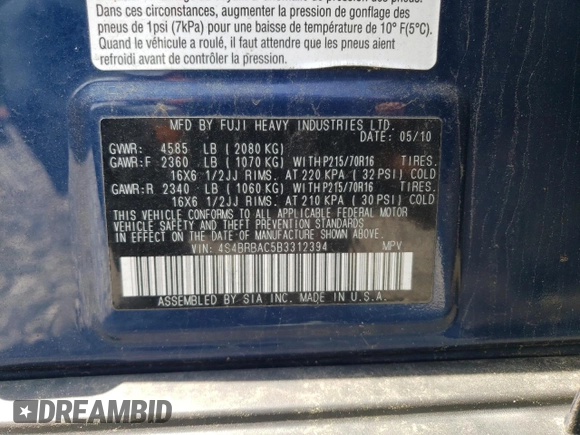 Dans ces circonstances, augmenter la pression de gonflage des
pneus de 1psi (7kPa) pour une baisse de température de 10° F(5°C).
Quand le véhicule a roulé, il faut attendre que les pneus aient
refroidi avant de contrôler la pression.
MFD BY FUJI HEAVY INDUSTRIES LTD.
DATE: 05/10
GVWR: 4585 LB ( 2080 KG)
GAWR:F 2360 LB ( 1070 KG) WITH P215/70R16 TIRES.
16X6 1/2JJ RIMS. AT 220 KPA ( 32 PSI) COLD
GAWR:R 2340 LB ( 1060 KG) WITH P215/70R16 TIRES.
16X6 1/2JJ RIMS. AT 210 KPA ( 30 PSI) COLD
THIS VEHICLE CONFORMS TO ALL APPLICABLE FEDERAL MOTOR
VEHICLE SAFETY AND THEFT PREVENTION STANDARDS
IN EFFECT ON THE DATE OF MANUFACTURE SHOWN ABOVE.
VIN: 4S4BRBAC5B3312394 MPV
ASSEMBLED BY SIA INC. MADE IN U.S.A.
DREAMBID